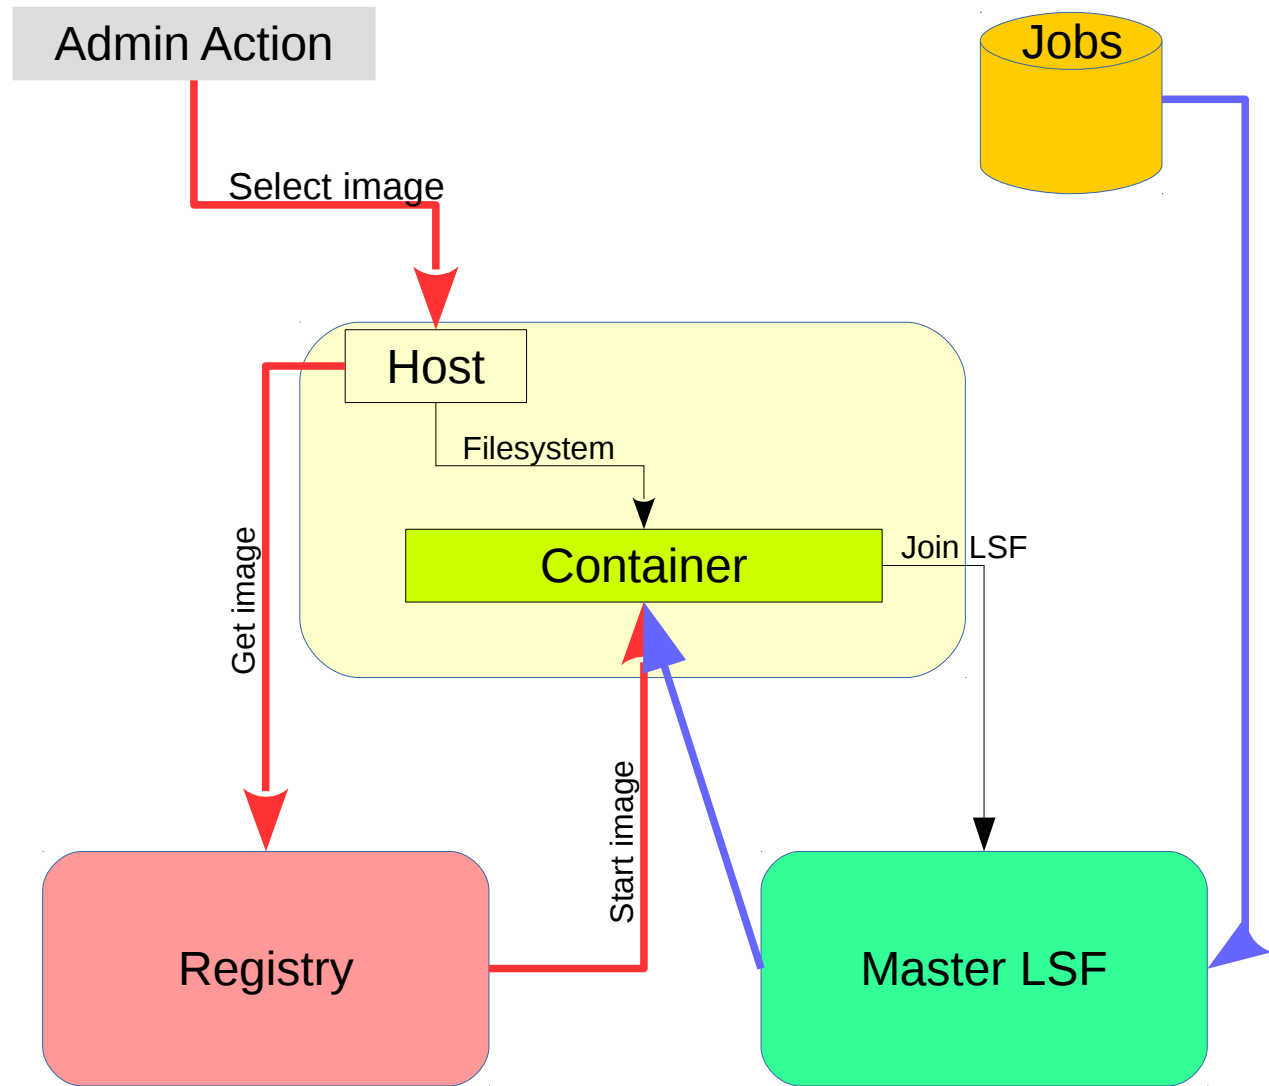 Admin Action
Jobs
Select image
Host
Filesystem
Join LSF
Container
Get image
Start image
Registry
Master LSF